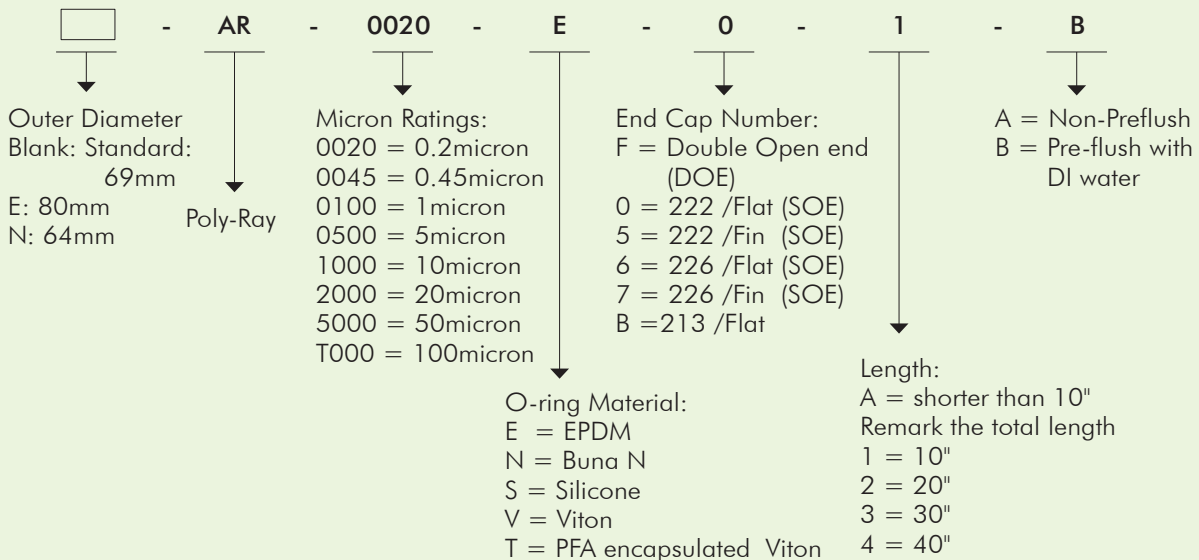 - AR - 0020 - E - 0 - 1 - B
Outer Diameter
Blank: Standard:
69mm
E: 80mm
N: 64mm
Poly-Ray
Micron Ratings:
0020 = 0.2micron
0045 = 0.45micron
0100 = 1micron
0500 = 5micron
1000 = 10micron
2000 = 20micron
5000 = 50micron
T000 = 100micron
O-ring Material:
E = EPDM
N = Buna N
S = Silicone
V = Viton
T = PFA encapsulated Viton
End Cap Number:
F = Double Open end
(DOE)
0 = 222 /Flat (SOE)
5 = 222 /Fin (SOE)
6 = 226 /Flat (SOE)
7 = 226 /Fin (SOE)
B =213 /Flat
Length:
A = shorter than 10"
Remark the total length
1 = 10"
2 = 20"
3 = 30"
4 = 40"
A = Non-Preflush
B = Pre-flush with
DI water